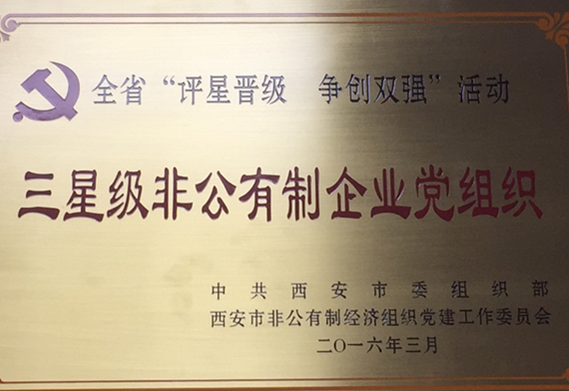 全省“评星晋级 争创双强”活动
三星级非公有制企业党组织
中共西安市委组织部
西安市非公有制经济组织党建工作委员会
二〇一六年三月